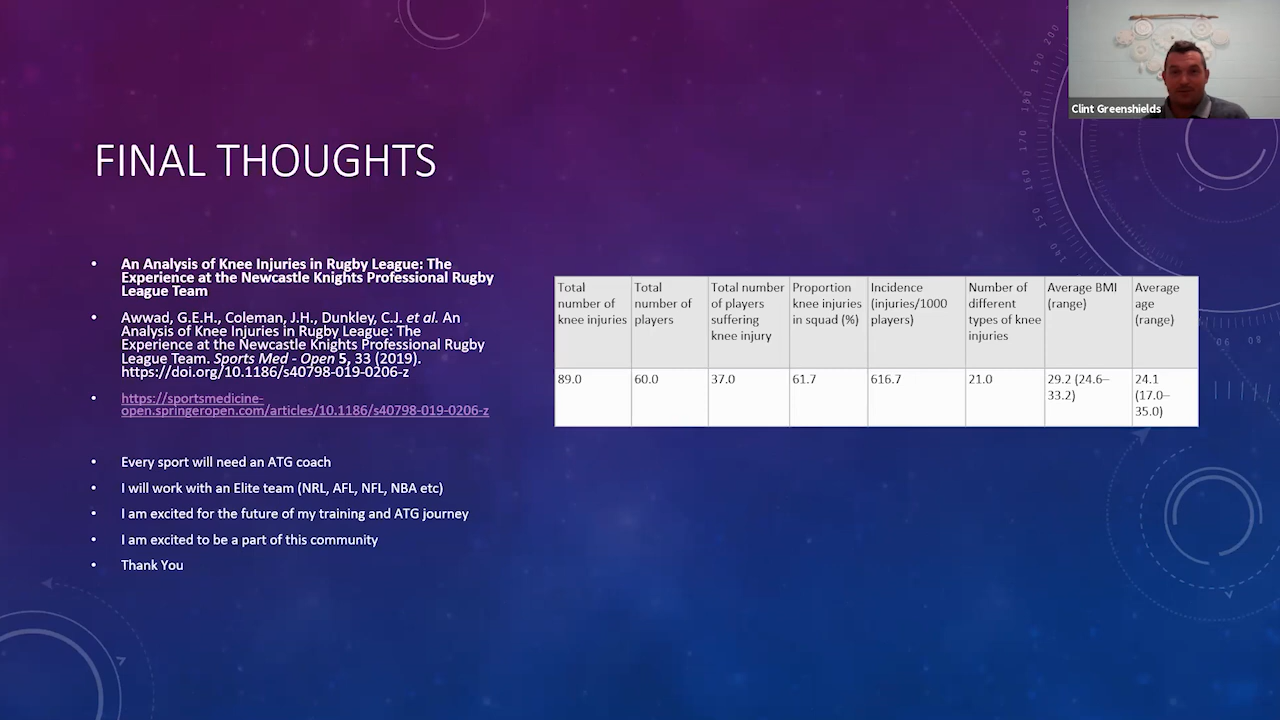 Clint Greenshields
FINAL THOUGHTS
• An Analysis of Knee Injuries in Rugby League: The
Experience at the Newcastle Knights Professional Rugby
League Team
• Awwad, G.E.H., Coleman, J.H., Dunkley, C.J. et al. An
Analysis of Knee Injuries in Rugby League: The
Experience at the Newcastle Knights Professional Rugby
League Team. Sports Med - Open 5, 33 (2019).
https://doi.org/10.1186/s40798-019-0206-z
• https://sportsmedicine-
open.springeropen.com/articles/10.1186/s40798-019-0206-z
• Every sport will need an ATG coach
• I will work with an Elite team (NRL, AFL, NFL, NBA etc)
• I am excited for the future of my training and ATG journey
• I am excited to be a part of this community
• Thank You
Total
number of
knee injuries
Total
number of
players
Total number
of players
suffering
knee injury
Proportion
knee injuries
in squad (%)
Incidence
(injuries/1000
players)
Number of
different
types of knee
injuries
Average BMI
(range)
Average
age
(range)
89.0
60.0
37.0
61.7
616.7
21.0
29.2 (24.6–
33.2)
24.1
(17.0–
35.0)
200
190
180
170
160
150
90
80